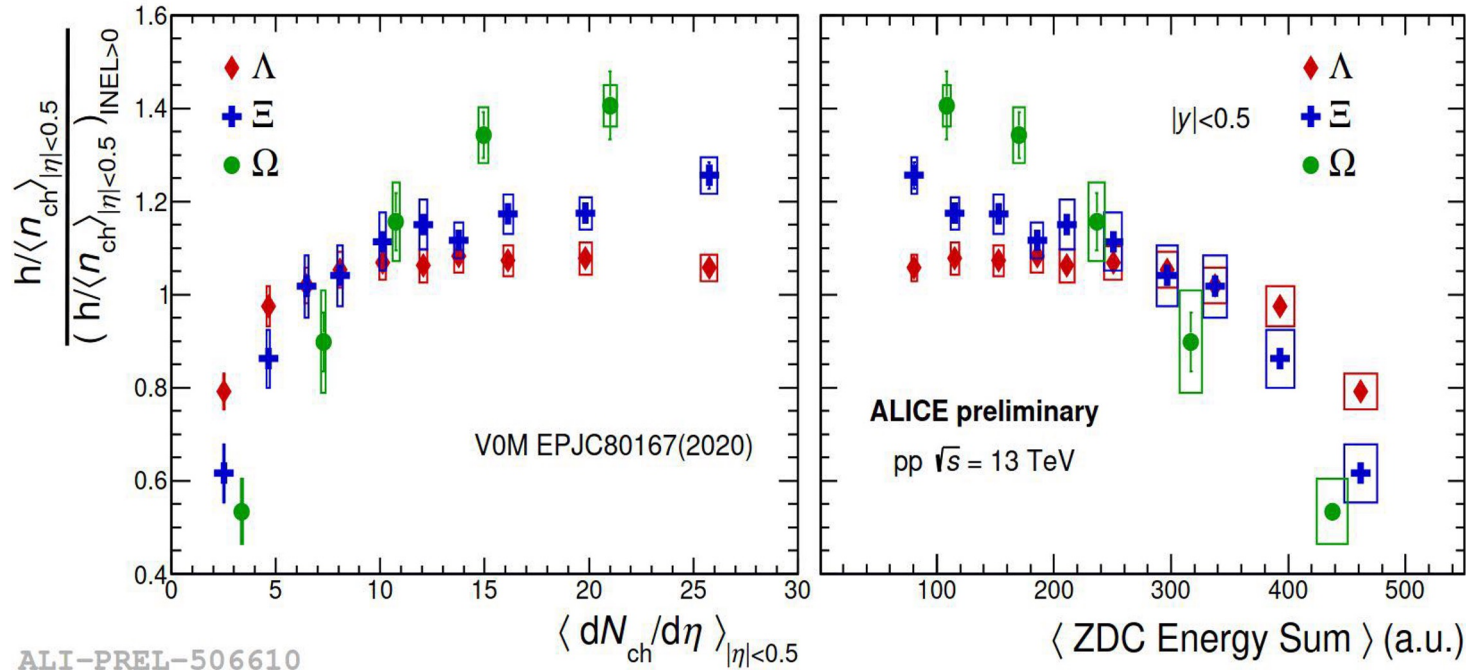 h/⟨n_ch⟩_|η|<0.5
( h/⟨n_ch⟩_|η|<0.5 )_INEL>0
1.6
1.4
1.2
1
0.8
0.6
0.4
Λ
Ξ
Ω
V0M EPJC80167(2020)
0 5 10 15 20 25 30
⟨ dN_ch/dη ⟩_|η|<0.5
Λ
|y|<0.5 Ξ
Ω
ALICE preliminary
pp √s = 13 TeV
100 200 300 400 500
⟨ ZDC Energy Sum ⟩ (a.u.)
ALI-PREL-506610